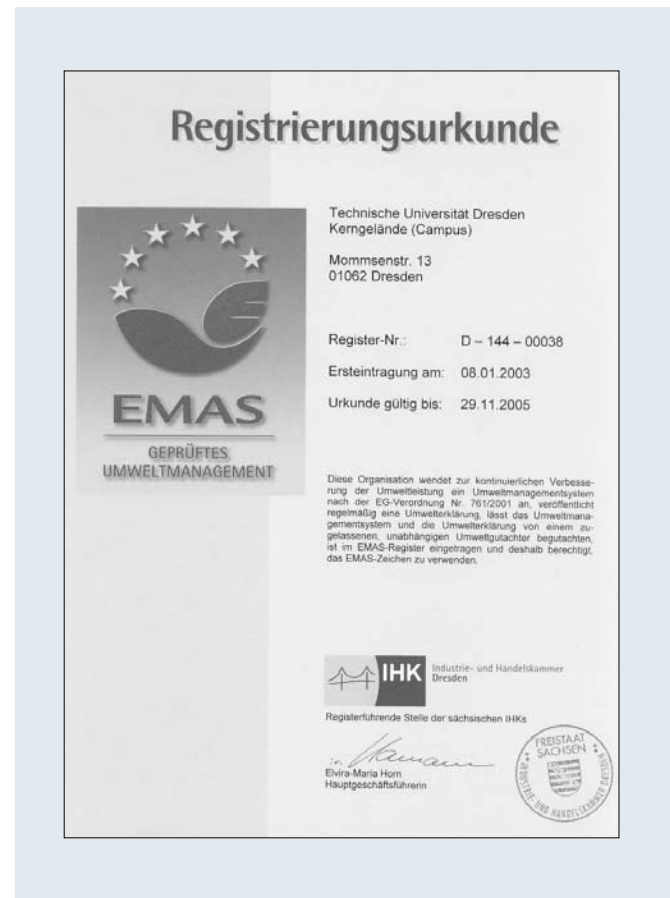 Registrierungsurkunde
EMAS
GEPRÜFTES
UMWELTMANAGEMENT
Technische Universität Dresden
Kerngelände (Campus)
Mommsenstr. 13
01062 Dresden
Register-Nr.: D – 144 – 00038
Ersteintragung am: 08.01.2003
Urkunde gültig bis: 29.11.2005
Diese Organisation wendet zur kontinuierlichen Verbesse-
rung der Umweltleistung ein Umweltmanagementsystem
nach der EG-Verordnung Nr. 761/2001 an, veröffentlicht
regelmäßig eine Umwelterklärung, lässt das Umweltmana-
gementsystem und die Umwelterklärung von einem zu-
gelassenen, unabhängigen Umweltgutachter begutachten,
ist im EMAS-Register eingetragen und deshalb berechtigt,
das EMAS-Zeichen zu verwenden.
IHK
Industrie- und Handelskammer
Dresden
Registerführende Stelle der sächsischen IHKs
Elvira-Maria Horn
Hauptgeschäftsführerin
FREISTAAT
SACHSEN
INDUSTRIE- UND HANDELSKAMMER DRESDEN